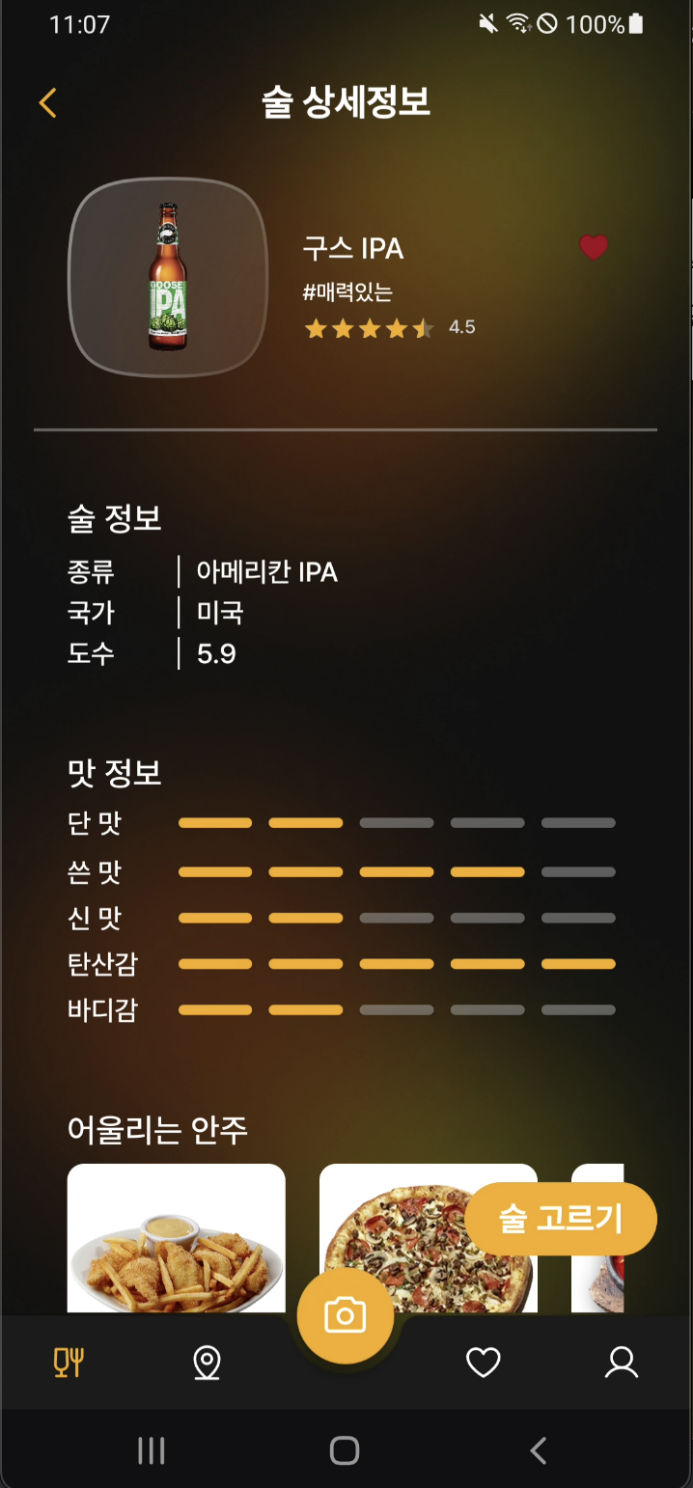 11:07
100%
술 상세정보
GOOSE
IPA
구스 IPA
#매력있는
4.5
술 정보
종류 | 아메리칸 IPA
국가 | 미국
도수 | 5.9
맛 정보
단 맛
쓴 맛
신 맛
탄산감
바디감
어울리는 안주
술 고르기